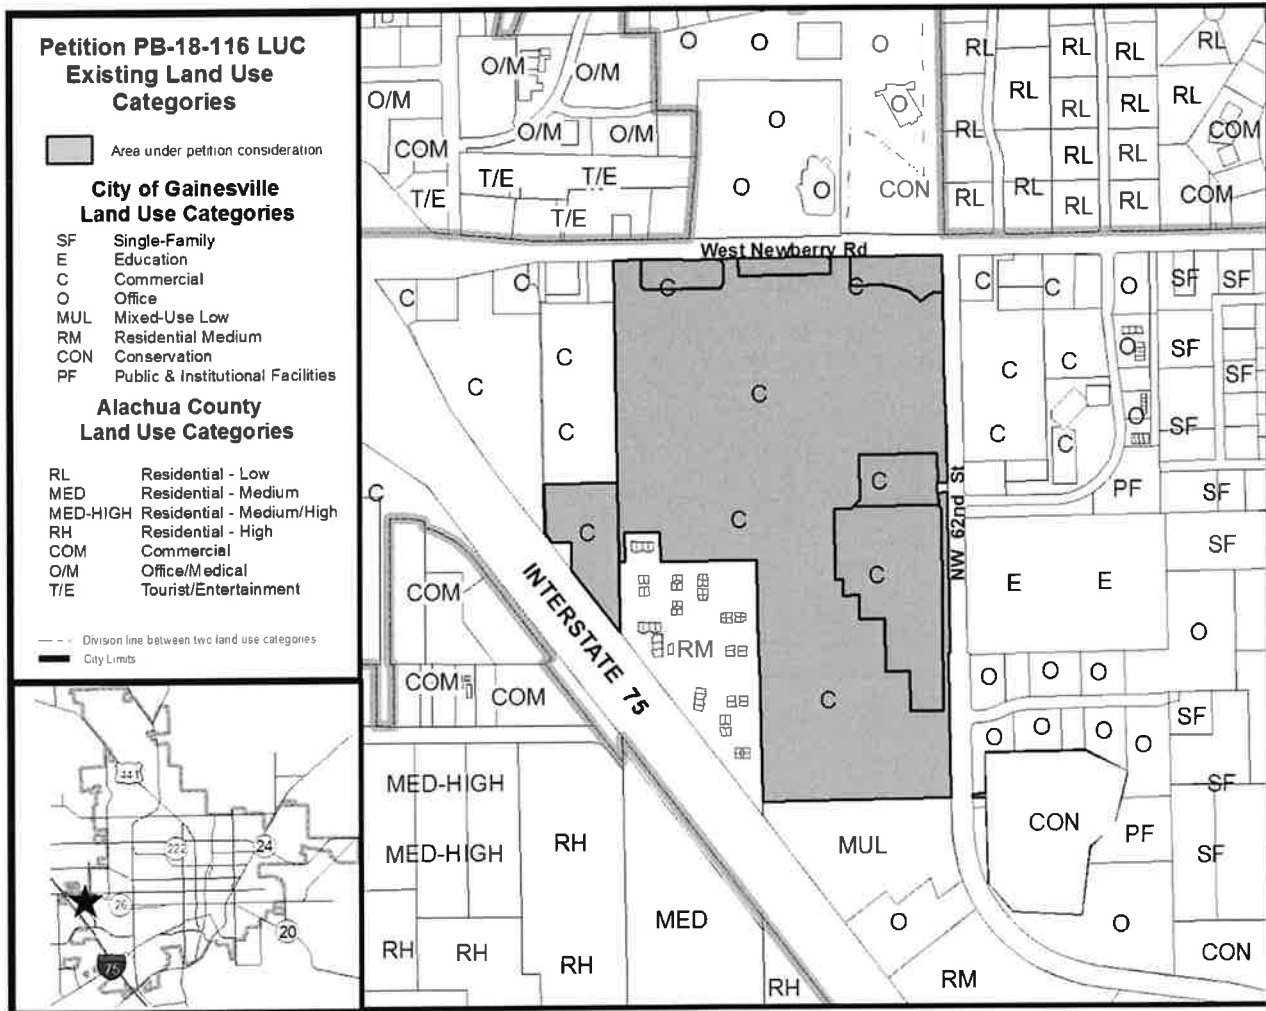 Petition PB-18-116 LUC
Existing Land Use
Categories
Area under petition consideration
City of Gainesville
Land Use Categories
SF Single-Family
E Education
C Commercial
O Office
MUL Mixed-Use Low
RM Residential Medium
CON Conservation
PF Public & Institutional Facilities
Alachua County
Land Use Categories
RL Residential - Low
MED Residential - Medium
MED-HIGH Residential - Medium/High
RH Residential - High
COM Commercial
O/M Office/Medical
T/E Tourist/Entertainment
Division line between two land use categories
City Limits
441
222
24
26
20
75
O O O RL RL RL RL
O/M O/M
O/M RL RL RL RL
O
O/M O/M O RL COM
COM RL RL
T/E T/E CON RL COM
T/E T/E O O RL RL RL RL
West Newberry Rd
C O C C C C O SF SF
C C C C C O SF SF
C C C C O SF
C C C C PF SF
NW 62nd St
C C C E E SF
COM
INTERSTATE 75
RM O
COM COM C O O O
O O O O SF
MED-HIGH SF
MED-HIGH RH MUL CON PF SF
MED O O
RH RH RH RH RM CON